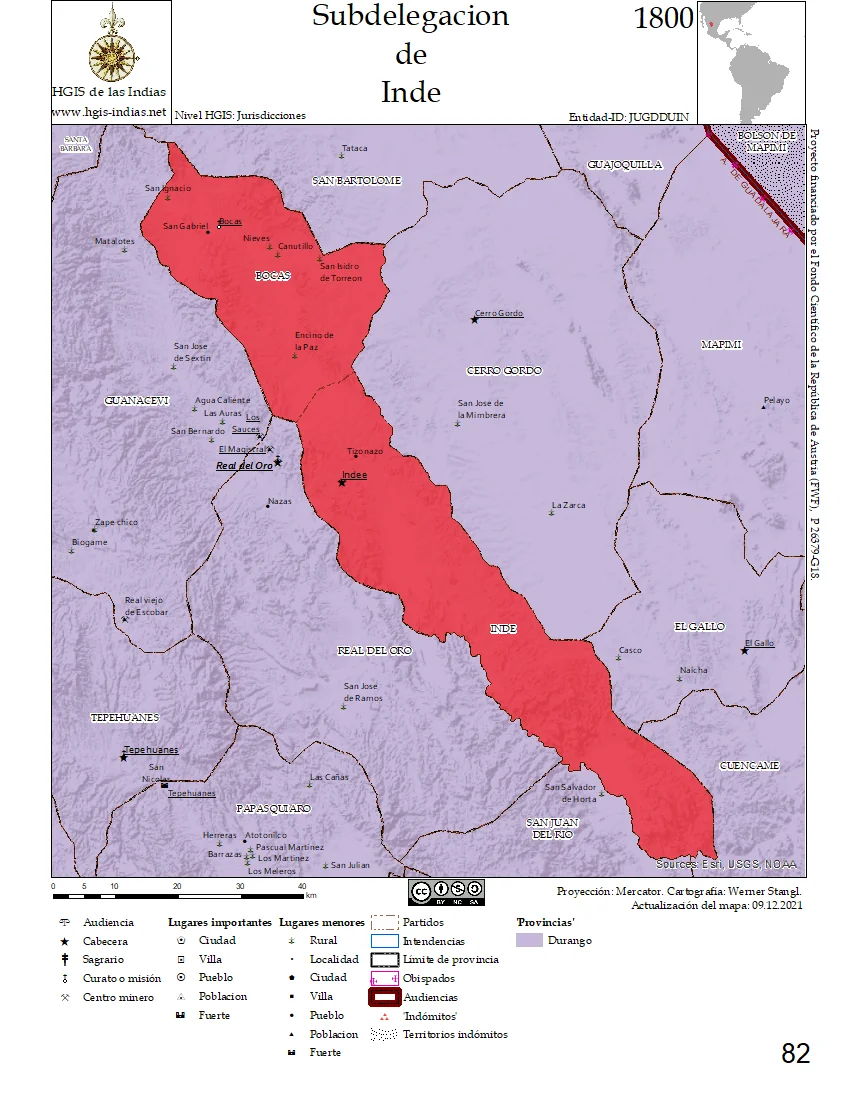 Subdelegacion
de
Inde
1800
HGIS de las Indias
www.hgis-indias.net
Nivel HGIS: Jurisdicciones
Entidad-ID: JUGDDUIN
SANTA
BARBARA
Tataca
SAN BARTOLOME
GUAJOQUILLA
BOLSON DE
MAPIMI
A. DE GUADALAJARA
San Ignacio
San Gabriel
Bocas
Matalotes
Nieves
Canutillo
San Isidro
de Torreon
BOCAS
Cerro Gordo
Encino de
la Paz
San Jose
de Sextin
MAPIMI
CERRO GORDO
GUANACEVI
Agua Caliente
Las Auras
Los
Sauces
San Bernardo
San José de
la Mimbrera
Pelayo
El Magistral
Real del Oro
Tizonazo
Indee
Nazas
La Zarca
Zape chico
Biogame
Real viejo
de Escobar
INDE
EL GALLO
El Gallo
REAL DEL ORO
Casco
Naicha
San José
de Ramos
TEPEHUANES
Tepehuanes
San
Nicolas
Tepehuanes
CUENCAME
Las Cañas
San Salvador
de Horta
PAPASQUIARO
SAN JUAN
DEL RIO
Herreras
Atotonilco
Pascual Martinez
Barrazas
Los Martinez
Los Meleros
San Julian
Sources: Esri, USGS, NOAA
Proyecto financiado por el Fondo Científico de la República de Austria (FWF), P 26379-G18
0 5 10 20 30 40
km
CC BY NC SA
Proyección: Mercator. Cartografía: Werner Stangl.
Actualización del mapa: 09.12.2021
Audiencia
Cabecera
Sagrario
Curato o misión
Centro minero
Lugares importantes
Ciudad
Villa
Pueblo
Poblacion
Fuerte
Lugares menores
Rural
Localidad
Ciudad
Villa
Pueblo
Poblacion
Fuerte
Partidos
Intendencias
Límite de provincia
Obispados
Audiencias
'Indómitos'
Territorios indómitos
'Provincias'
Durango
82